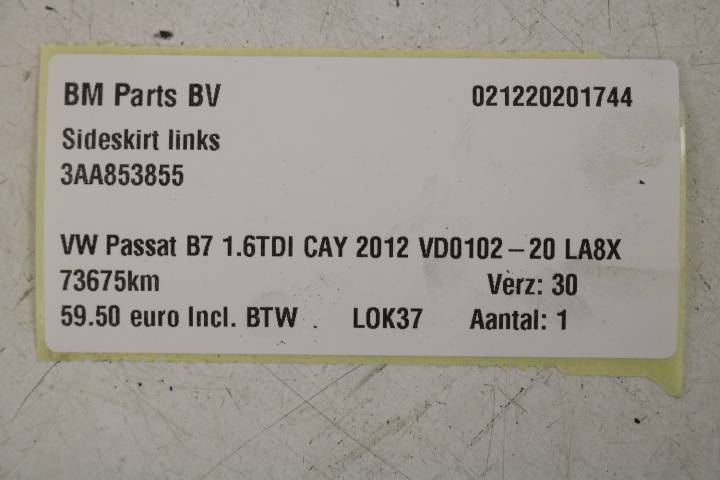 BM Parts BV 021220201744
Sideskirt links
3AA853855
VW Passat B7 1.6TDI CAY 2012 VD0102-20 LA8X
73675km Verz: 30
59.50 euro Incl. BTW LOK37 Aantal: 1